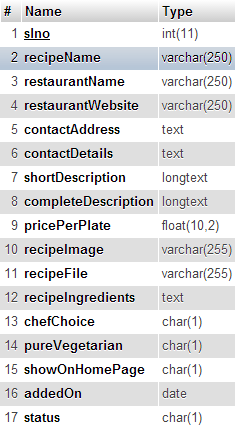 # Name Type
1 slno int(11)
2 recipeName varchar(250)
3 restaurantName varchar(250)
4 restaurantWebsite varchar(250)
5 contactAddress text
6 contactDetails text
7 shortDescription longtext
8 completeDescription longtext
9 pricePerPlate float(10,2)
10 recipeImage varchar(255)
11 recipeFile varchar(255)
12 recipeIngredients text
13 chefChoice char(1)
14 pureVegetarian char(1)
15 showOnHomePage char(1)
16 addedOn date
17 status char(1)